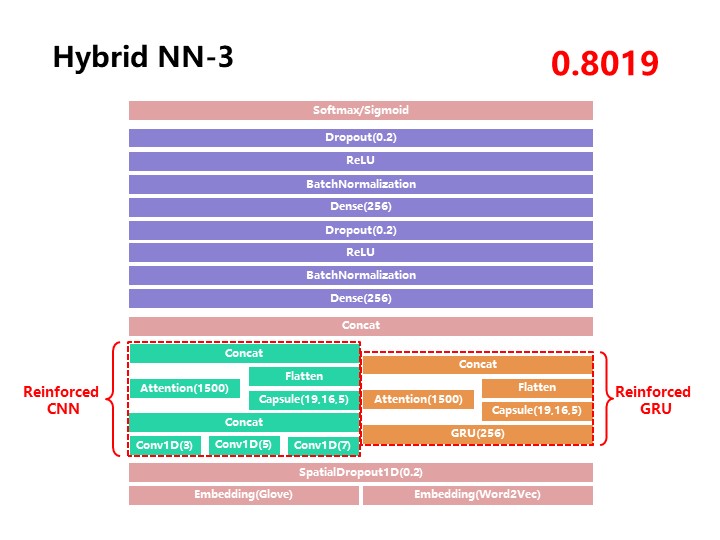 Hybrid NN-3
0.8019
Softmax/Sigmoid
Dropout(0.2)
ReLU
BatchNormalization
Dense(256)
Dropout(0.2)
ReLU
BatchNormalization
Dense(256)
Concat
Reinforced
CNN
Concat
Flatten
Attention(1500)
Capsule(19,16,5)
Concat
Conv1D(3)
Conv1D(5)
Conv1D(7)
Concat
Flatten
Attention(1500)
Capsule(19,16,5)
GRU(256)
Reinforced
GRU
SpatialDropout1D(0.2)
Embedding(Glove)
Embedding(Word2Vec)